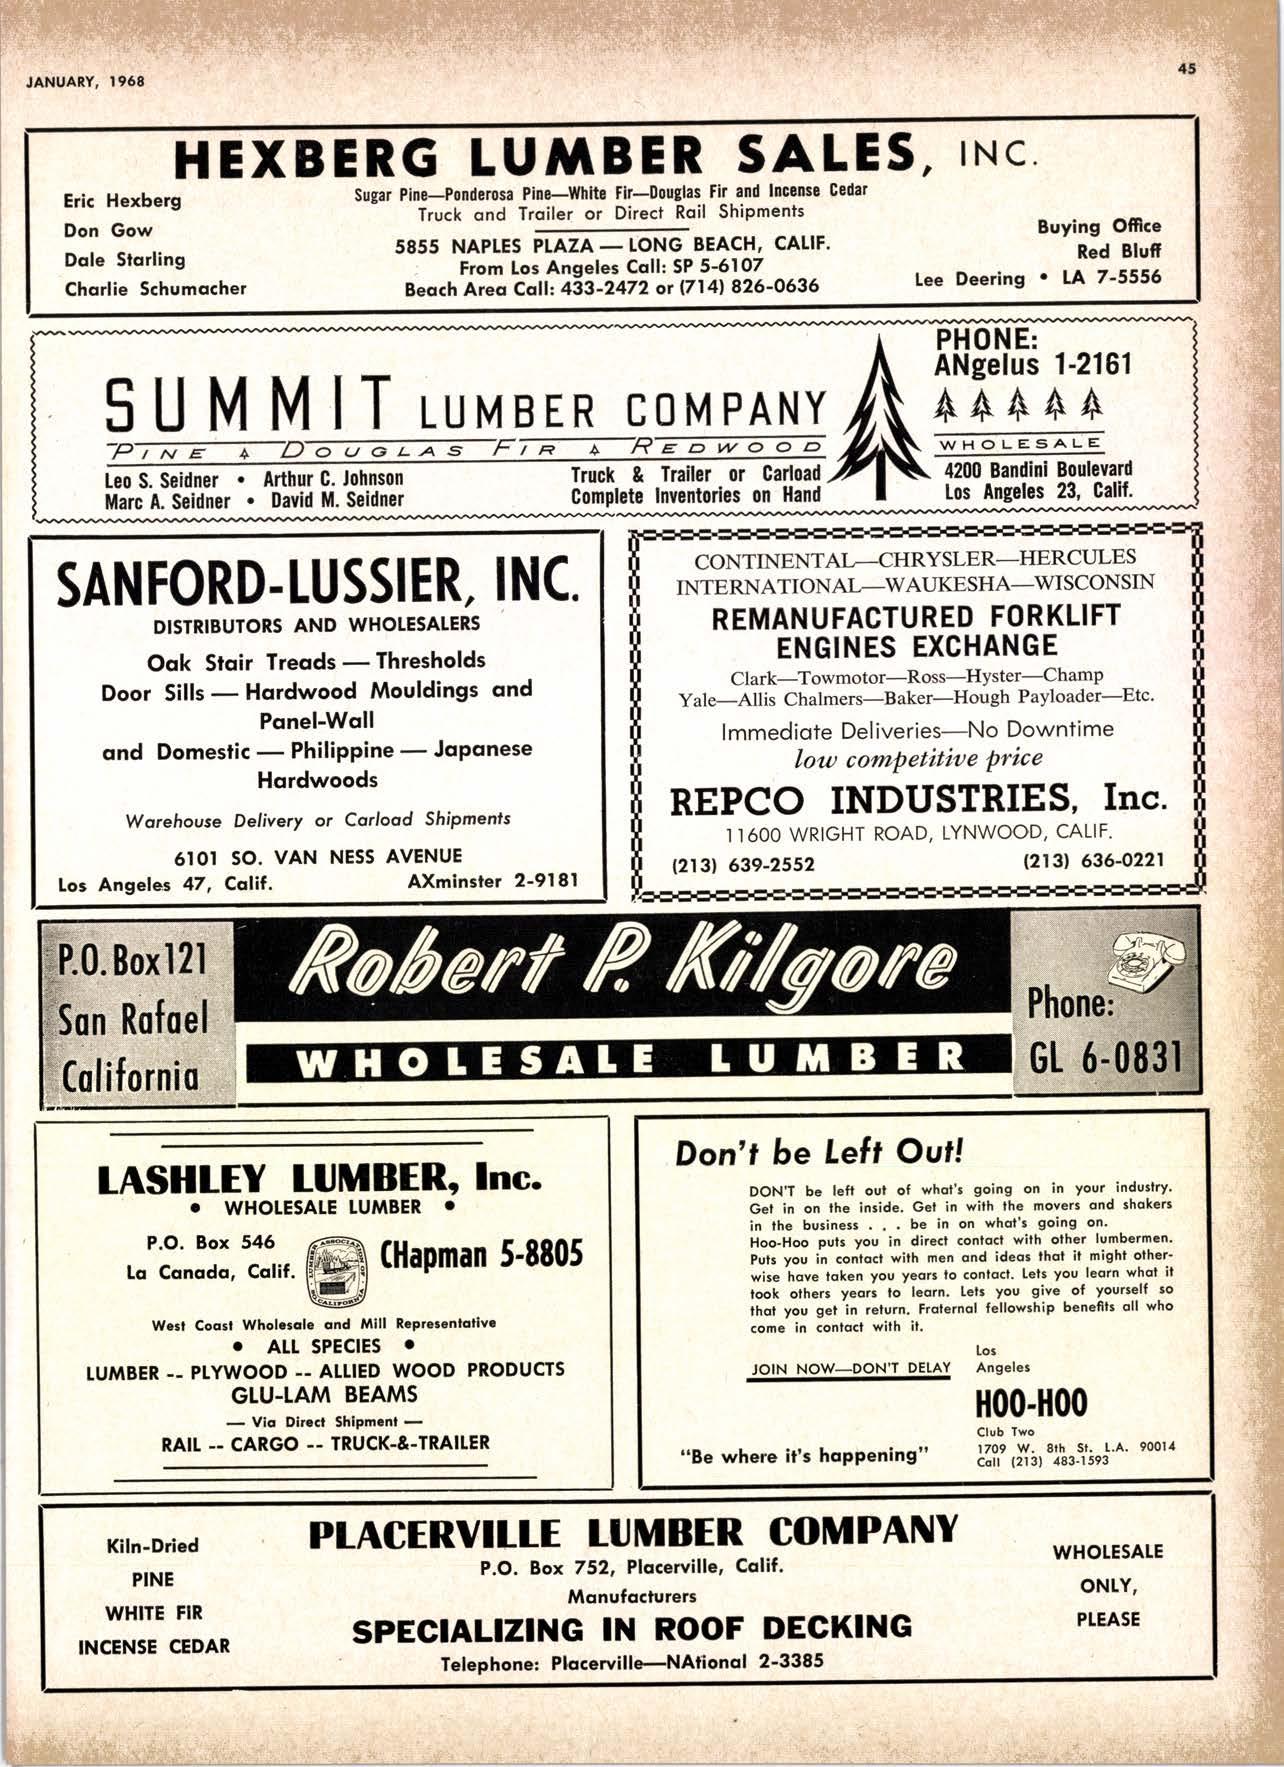 JANUARY, 1968
45
HEXBERG LUMBER SALES, INC.
Eric Hexberg
Don Gow
Dale Starling
Charlie Schumacher
Sugar Pine—Ponderosa Pine—White Fir—Douglas Fir and Incense Cedar
Truck and Trailer or Direct Rail Shipments
5855 NAPLES PLAZA — LONG BEACH, CALIF.
From Los Angeles Call: SP 5-6107
Beach Area Call: 433-2472 or (714) 826-0636
Buying Office
Red Bluff
Lee Deering • LA 7-5556
SUMMIT LUMBER COMPANY
PINE DOUGLAS FIR REDWOOD
Leo S. Seidner • Arthur C. Johnson
Marc A. Seidner • David M. Seidner
Truck & Trailer or Carload
Complete Inventories on Hand
PHONE:
ANgelus 1-2161
WHOLESALE
4200 Bandini Boulevard
Los Angeles 23, Calif.
SANFORD-LUSSIER, INC.
DISTRIBUTORS AND WHOLESALERS
Oak Stair Treads — Thresholds
Door Sills — Hardwood Mouldings and
Panel-Wall
and Domestic — Philippine — Japanese
Hardwoods
Warehouse Delivery or Carload Shipments
6101 SO. VAN NESS AVENUE
Los Angeles 47, Calif. AXminster 2-9181
CONTINENTAL—CHRYSLER—HERCULES
INTERNATIONAL—WAUKESHA—WISCONSIN
REMANUFACTURED FORKLIFT
ENGINES EXCHANGE
Clark—Towmotor—Ross—Hyster—Champ
Yale—Allis Chalmers—Baker—Hough Payloader—Etc.
Immediate Deliveries—No Downtime
low competitive price
REPCO INDUSTRIES, Inc.
11600 WRIGHT ROAD, LYNWOOD, CALIF.
(213) 639-2552 (213) 636-0221
P.O. Box 121
San Rafael
California
Robert P. Kilgore
WHOLESALE LUMBER
Phone:
GL 6-0831
LASHLEY LUMBER, Inc.
• WHOLESALE LUMBER •
P.O. Box 546
La Canada, Calif.
LUMBER ASSOCIATION OF SO. CALIFORNIA
CHapman 5-8805
West Coast Wholesale and Mill Representative
• ALL SPECIES •
LUMBER -- PLYWOOD -- ALLIED WOOD PRODUCTS
GLU-LAM BEAMS
— Via Direct Shipment —
RAIL -- CARGO -- TRUCK-&-TRAILER
Don't be Left Out!
DON'T be left out of what's going on in your industry.
Get in on the inside. Get in with the movers and shakers
in the business . . . be in on what's going on.
Hoo-Hoo puts you in direct contact with other lumbermen.
Puts you in contact with men and ideas that it might other-
wise have taken you years to contact. Lets you learn what it
took others years to learn. Lets you give of yourself so
that you get in return. Fraternal fellowship benefits all who
come in contact with it.
JOIN NOW—DON'T DELAY
"Be where it's happening"
Los
Angeles
HOO-HOO
Club Two
1709 W. 8th St. L.A. 90014
Call (213) 483-1593
Kiln-Dried
PINE
WHITE FIR
INCENSE CEDAR
PLACERVILLE LUMBER COMPANY
P.O. Box 752, Placerville, Calif.
Manufacturers
SPECIALIZING IN ROOF DECKING
Telephone: Placerville—NAtional 2-3385
WHOLESALE
ONLY,
PLEASE